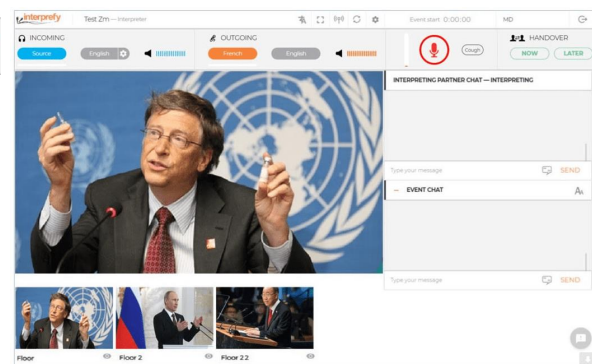 interprefy
Test Zm — Interpreter
Event start 0:00:00
MD
INCOMING
Source
English
OUTGOING
French
English
Cough
HANDOVER
NOW
LATER
INTERPRETING PARTNER CHAT — INTERPRETING
Type your message
SEND
EVENT CHAT
Type your message
SEND
Floor
Floor 2
Floor 22